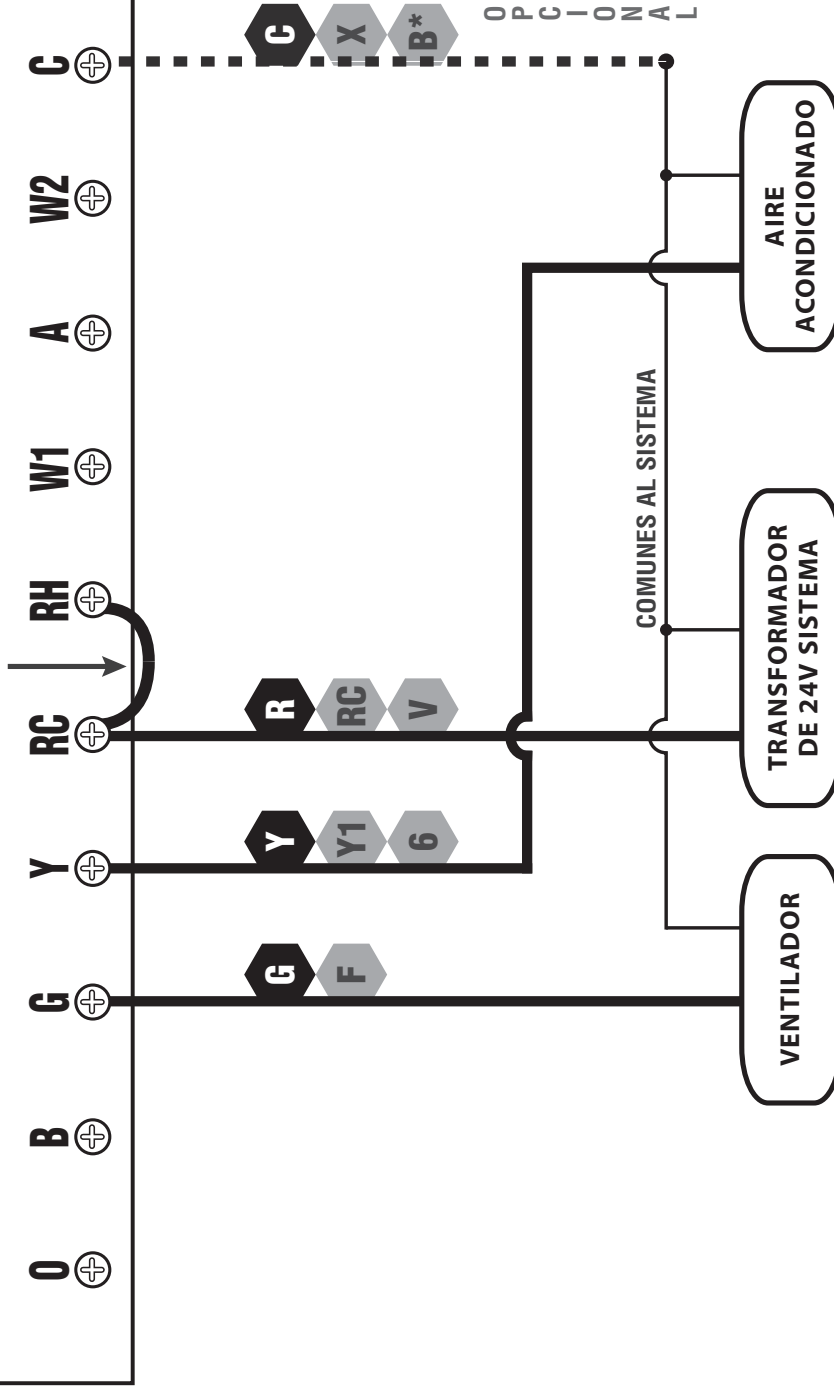 O
B
G
Y
RC
RH
W1
A
W2
C
G
F
Y
Y1
6
R
RC
V
C
X
B*
OPCIONAL
COMUNES AL SISTEMA
VENTILADOR
TRANSFORMADOR
DE 24V SISTEMA
AIRE
ACONDICIONADO